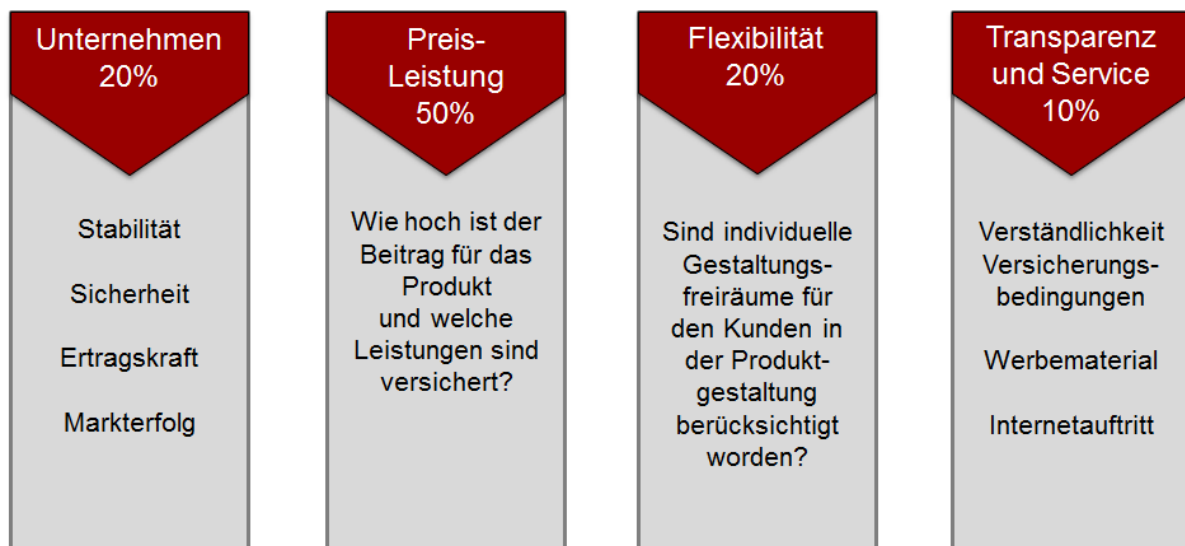 Unternehmen
20%
Stabilität
Sicherheit
Ertragskraft
Markterfolg
Preis-
Leistung
50%
Wie hoch ist der
Beitrag für das
Produkt
und welche
Leistungen sind
versichert?
Flexibilität
20%
Sind individuelle
Gestaltungs-
freiräume für
den Kunden in
der Produkt-
gestaltung
berücksichtigt
worden?
Transparenz
und Service
10%
Verständlichkeit
Versicherungs-
bedingungen
Werbematerial
Internetauftritt